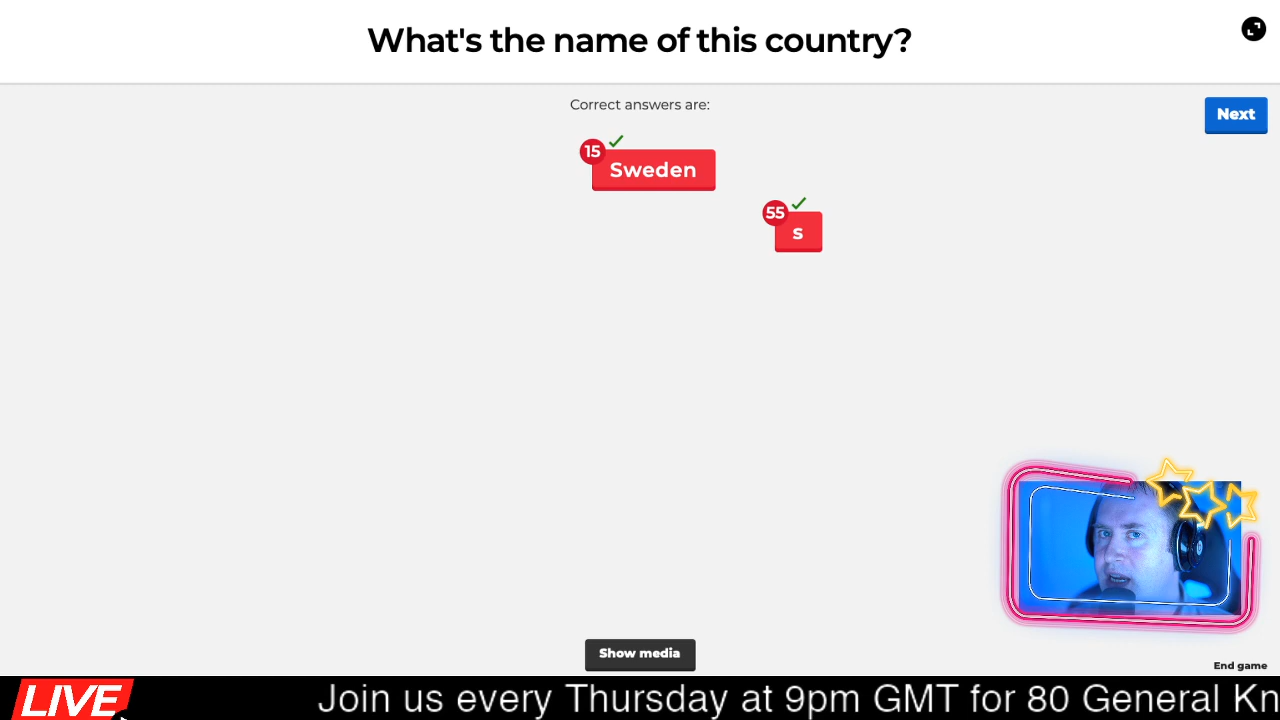 What's the name of this country?
Correct answers are:
Next
15
Sweden
55
s
Show media
End game
LIVE
Join us every Thursday at 9pm GMT for 80 General Kn